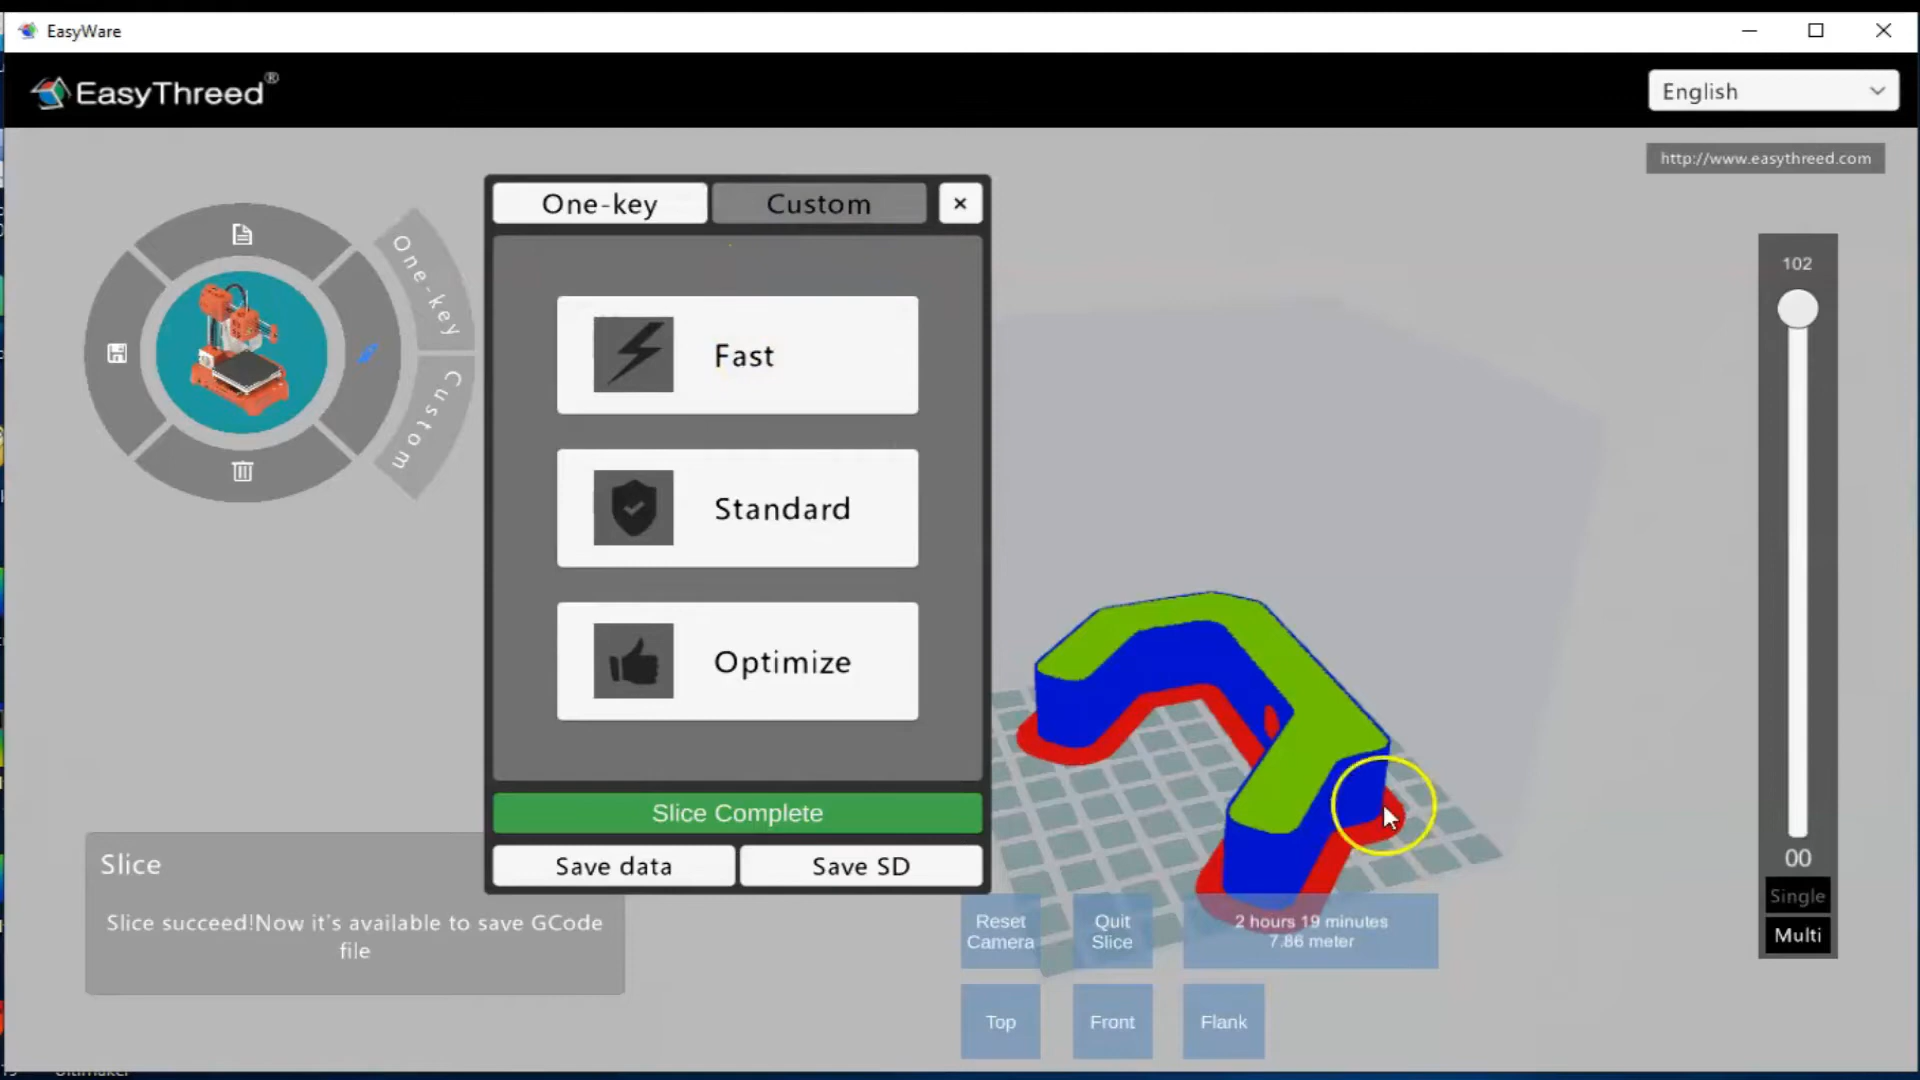 EasyWare
EasyThreed®
English
http://www.easythreed.com
One-key
Custom
One-key
Custom
×
Fast
Standard
Optimize
Slice Complete
Save data
Save SD
Slice
Slice succeed!Now it's available to save GCode
file
102
00
Single
Multi
Reset
Camera
Quit
Slice
2 hours 19 minutes
7.86 meter
Top
Front
Flank